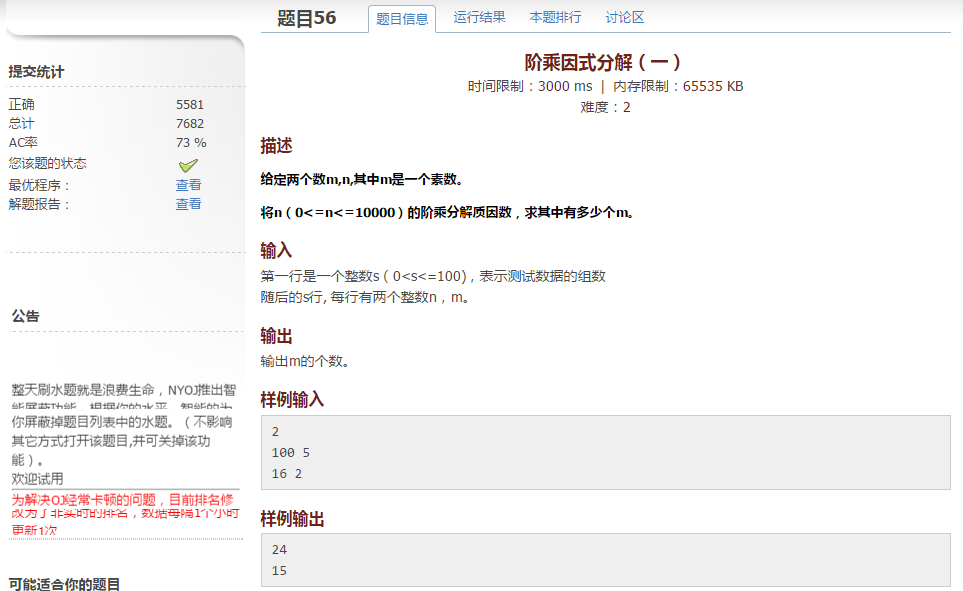 题目56
题目信息 运行结果 本题排行 讨论区
提交统计
正确 5581
总计 7682
AC率 73 %
您该题的状态
最优程序： 查看
解题报告： 查看
公告
整天刷水题就是浪费生命，NYOJ推出智
能屏蔽功能，根据你的水平，智能的为
你屏蔽掉题目列表中的水题。（不影响
其它方式打开该题目,并可关掉该功
能）。
欢迎试用
为解决OJ经常卡顿的问题，目前排名修
改为了非实时的排名，数据每隔1个小时
更新1次
可能适合你的题目
阶乘因式分解（一）
时间限制：3000 ms | 内存限制：65535 KB
难度：2
描述
给定两个数m,n,其中m是一个素数。
将n（0<=n<=10000）的阶乘分解质因数，求其中有多少个m。
输入
第一行是一个整数s（0<s<=100)，表示测试数据的组数
随后的s行, 每行有两个整数n，m。
输出
输出m的个数。
样例输入
2
100 5
16 2
样例输出
24
15